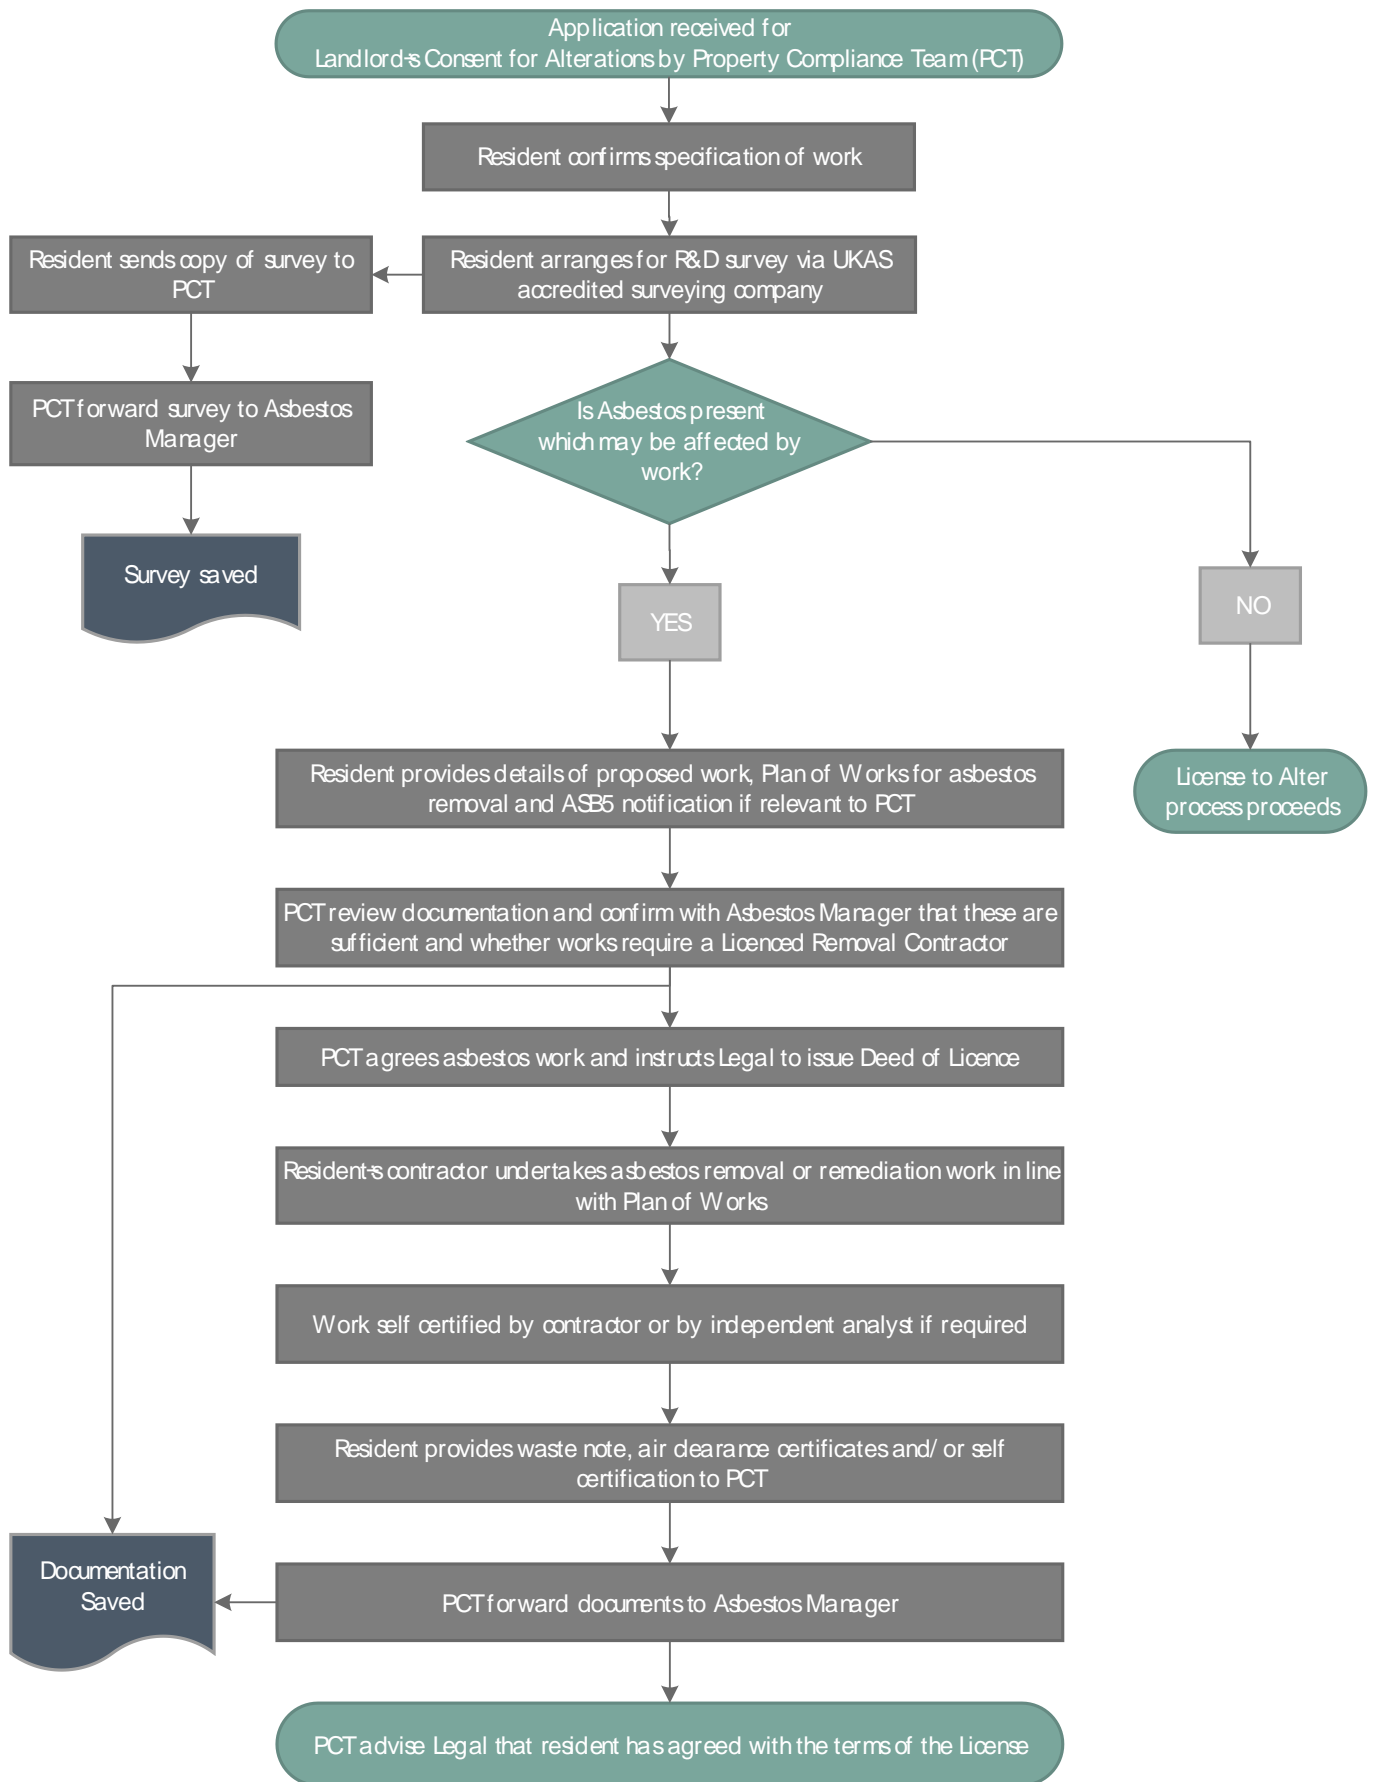 Application received for
Landlord-s Consent for Alterations by Property Compliance Team (PCT)
Resident confirms specification of work
Resident sends copy of survey to
PCT
Resident arranges for R&D survey via UKAS
accredited surveying company
PCT forward survey to Asbestos
Manager
Is Asbestos present
which may be affected by
work?
Survey saved
YES
NO
Resident provides details of proposed work, Plan of Works for asbestos
removal and ASB5 notification if relevant to PCT
License to Alter
process proceeds
PCT review documentation and confirm with Asbestos Manager that these are
sufficient and whether works require a Licenced Removal Contractor
PCT agrees asbestos work and instructs Legal to issue Deed of Licence
Resident-s contractor undertakes asbestos removal or remediation work in line
with Plan of Works
Work self certified by contractor or by independent analyst if required
Resident provides waste note, air clearance certificates and/ or self
certification to PCT
Documentation
Saved
PCT forward documents to Asbestos Manager
PCT advise Legal that resident has agreed with the terms of the License